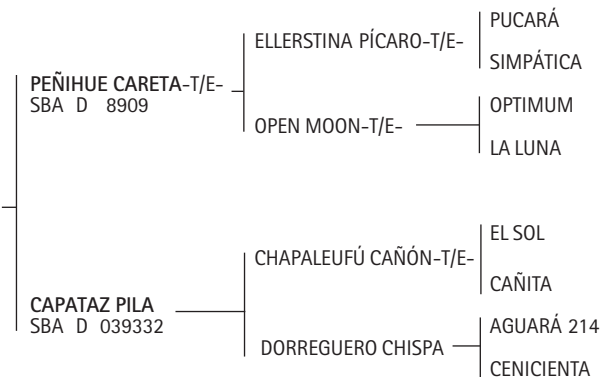 ELLERSTINA PÍCARO-T/E-
PUCARÁ
SIMPÁTICA
PEÑIHUE CARETA-T/E-
SBA D 8909
OPEN MOON-T/E-
OPTIMUM
LA LUNA
CHAPALEUFÚ CAÑÓN-T/E-
EL SOL
CAÑITA
CAPATAZ PILA
SBA D 039332
DORREGUERO CHISPA
AGUARÁ 214
CENICIENTA